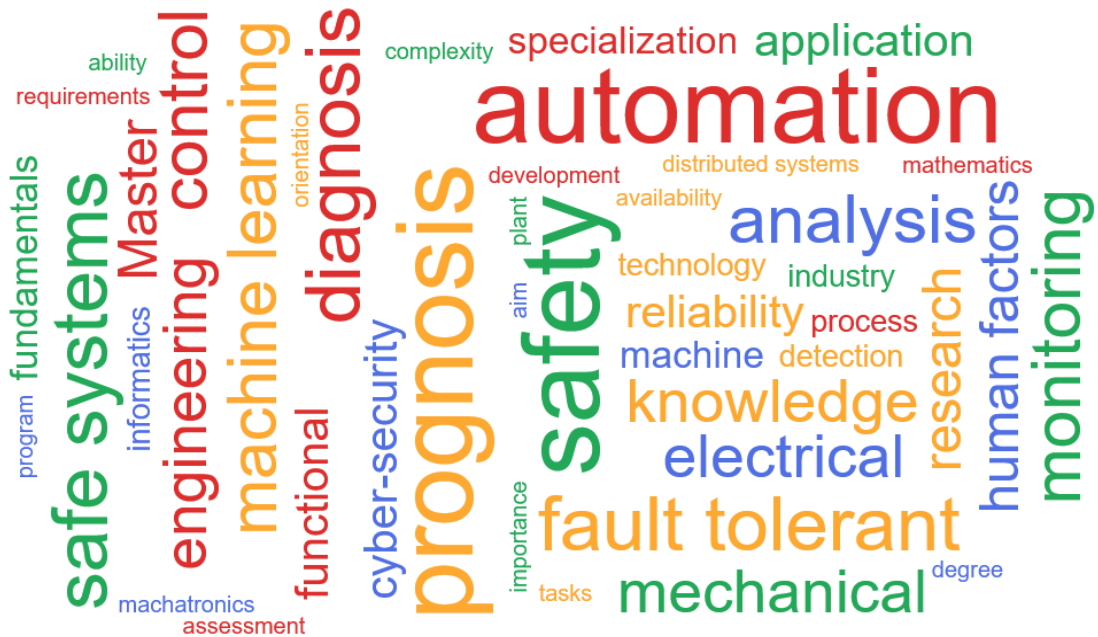 ability
requirements
fundamentals
safe systems
program
Master
informatics
machatronics
assessment
control
engineering
machine learning
orientation
diagnosis
functional
cyber-security
complexity
prognosis
specialization
application
automation
development
distributed systems
mathematics
availability
plant
aim
safety
analysis
technology
industry
reliability
process
machine
detection
knowledge
electrical
research
human factors
monitoring
importance
fault tolerant
tasks
mechanical
degree